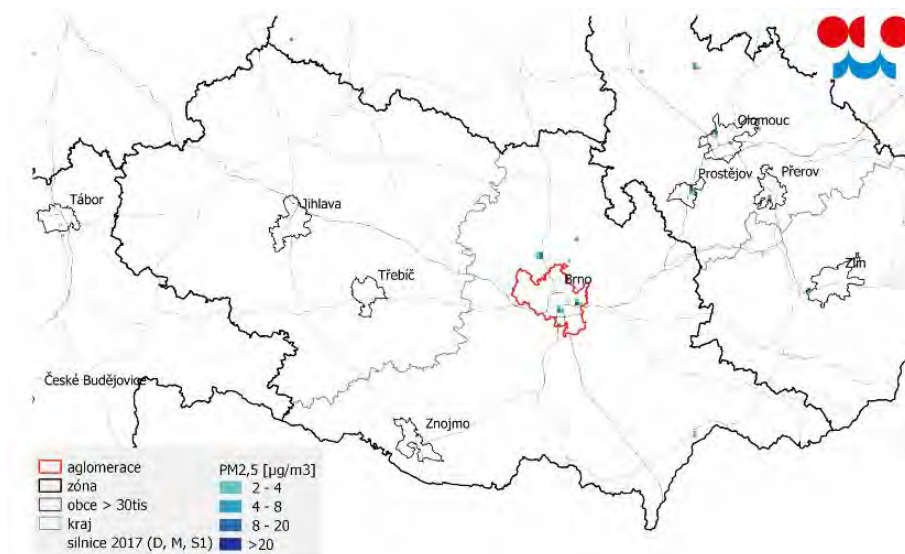 Olomouc
Prostějov
Přerov
Tábor
Jihlava
Zlín
Třebíč
Brno
České Budějovice
Znojmo
aglomerace
zóna
obce > 30tis
kraj
silnice 2017 (D, M, S1)
PM2,5 [µg/m3]
2 - 4
4 - 8
8 - 20
>20